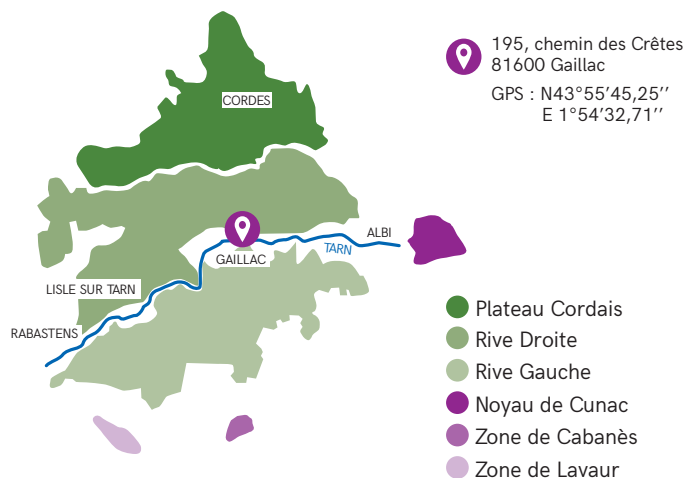 195, chemin des Crêtes
81600 Gaillac
GPS : N43°55’45,25’’
E 1°54’32,71’’
CORDES
ALBI
TARN
GAILLAC
LISLE SUR TARN
RABASTENS
Plateau Cordais
Rive Droite
Rive Gauche
Noyau de Cunac
Zone de Cabanès
Zone de Lavaur